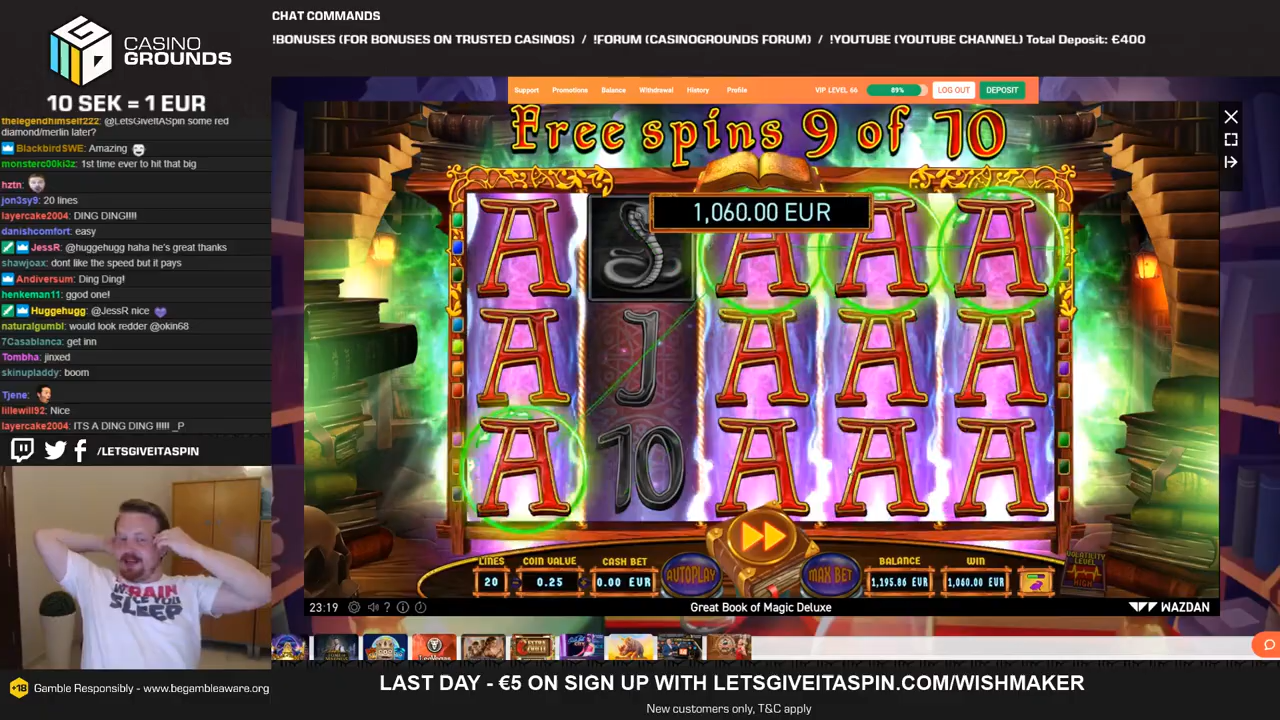 CHAT COMMANDS
!BONUSES (FOR BONUSES ON TRUSTED CASINOS) / !FORUM (CASINOGROUNDS FORUM) / !YOUTUBE (YOUTUBE CHANNEL) Total Deposit: €400
CASINO
GROUNDS
10 SEK = 1 EUR
thelegendhimself222: @LetsGiveItASpin some red
diamond/merlin later?
BlackbirdSWE: Amazing
monsterc00ki3z: 1st time ever to hit that big
hztn:
jon3sy9: 20 lines
layercake2004: DING DING!!!!
danishcomfort: easy
JessR: @huggehugg haha he's great thanks
shawjoax: dont like the speed but it pays
Andiversum: Ding Ding!
henkeman11: ggod one!
Huggehugg: @JessR nice
naturalgumbl: would look redder @okin68
7Casablanca: get inn
Tombha: jinxed
skinupladdy: boom
Tjene:
lillewill92: Nice
layercake2004: ITS A DING DING !!!!! _P
/LETSGIVEITASPIN
Support Promotions Balance Withdrawal History Profile VIP LEVEL 66 89% LOG OUT DEPOSIT
Free spins 9 of 10
1,060.00 EUR
A A A A
A J A A A
A 10 A A A
LINES COIN VALUE CASH BET BALANCE WIN
20 0.25 0.00 EUR AUTOPLAY MAX BET 1,195.86 EUR 1,060.00 EUR
VOLATILITY
LEVEL
HIGH
23:19 Great Book of Magic Deluxe WAZDAN
BRAIN
SLEEP
+18 Gamble Responsibly - www.begambleaware.org
LAST DAY - €5 ON SIGN UP WITH LETSGIVEITASPIN.COM/WISHMAKER
New customers only, T&C apply